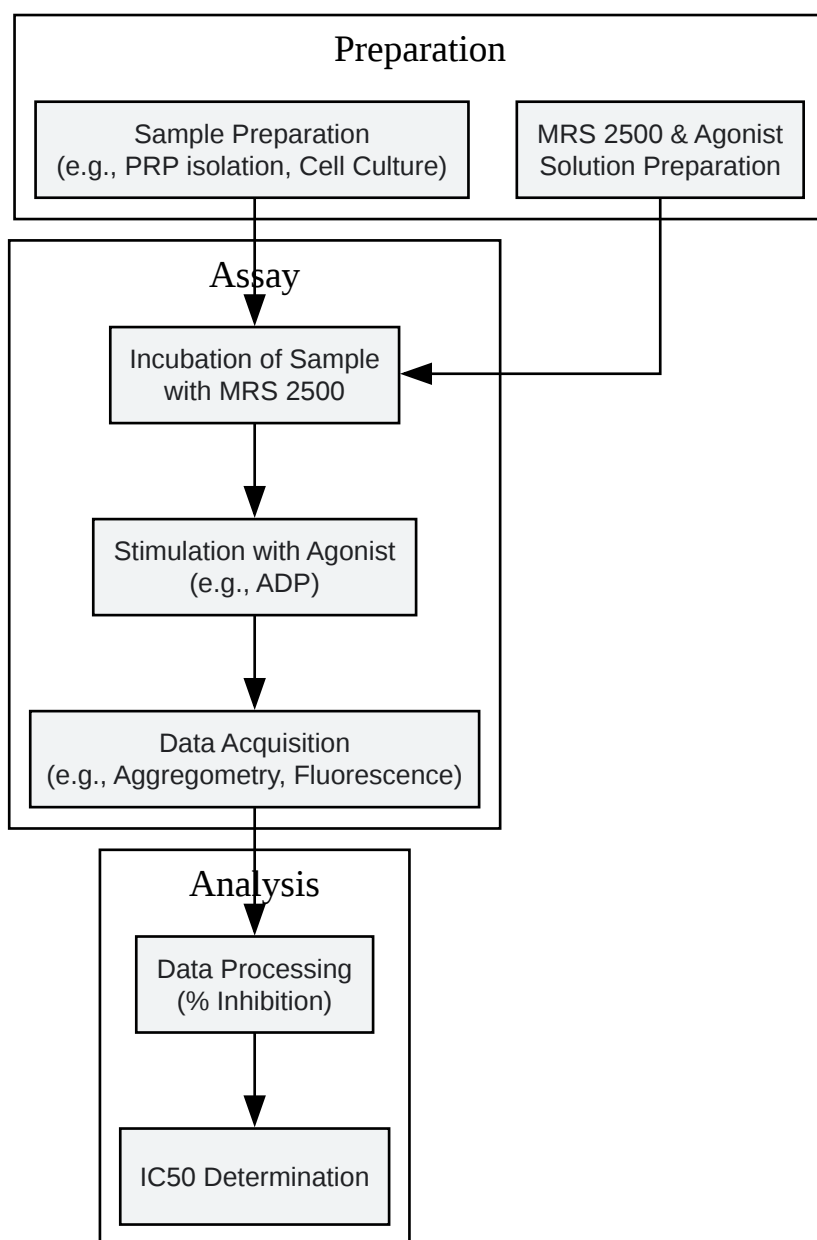 Preparation
Sample Preparation
(e.g., PRP isolation, Cell Culture)
MRS 2500 & Agonist
Solution Preparation
Assay
Incubation of Sample
with MRS 2500
Stimulation with Agonist
(e.g., ADP)
Data Acquisition
(e.g., Aggregometry, Fluorescence)
Analysis
Data Processing
(% Inhibition)
IC50 Determination